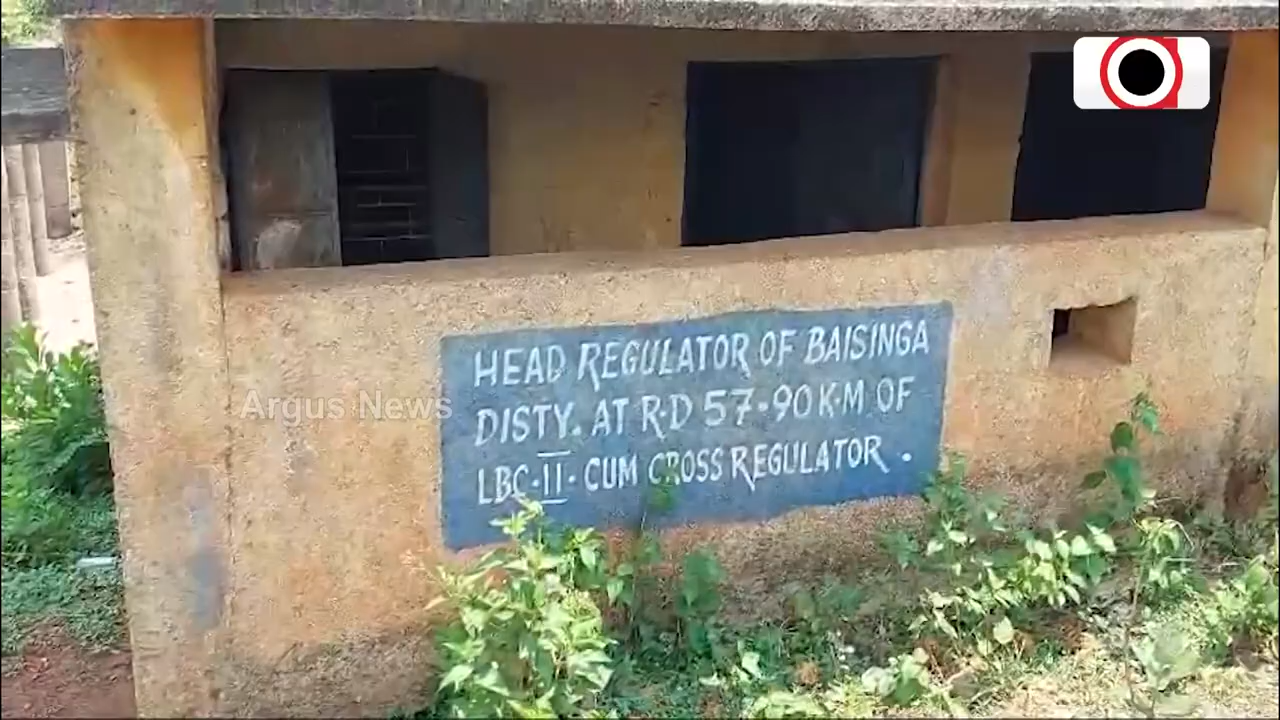 HEAD REGULATOR OF BAISINGA
DISTY. AT R.D 57.90 K.M OF
LBC.II. CUM CROSS REGULATOR.
Argus News